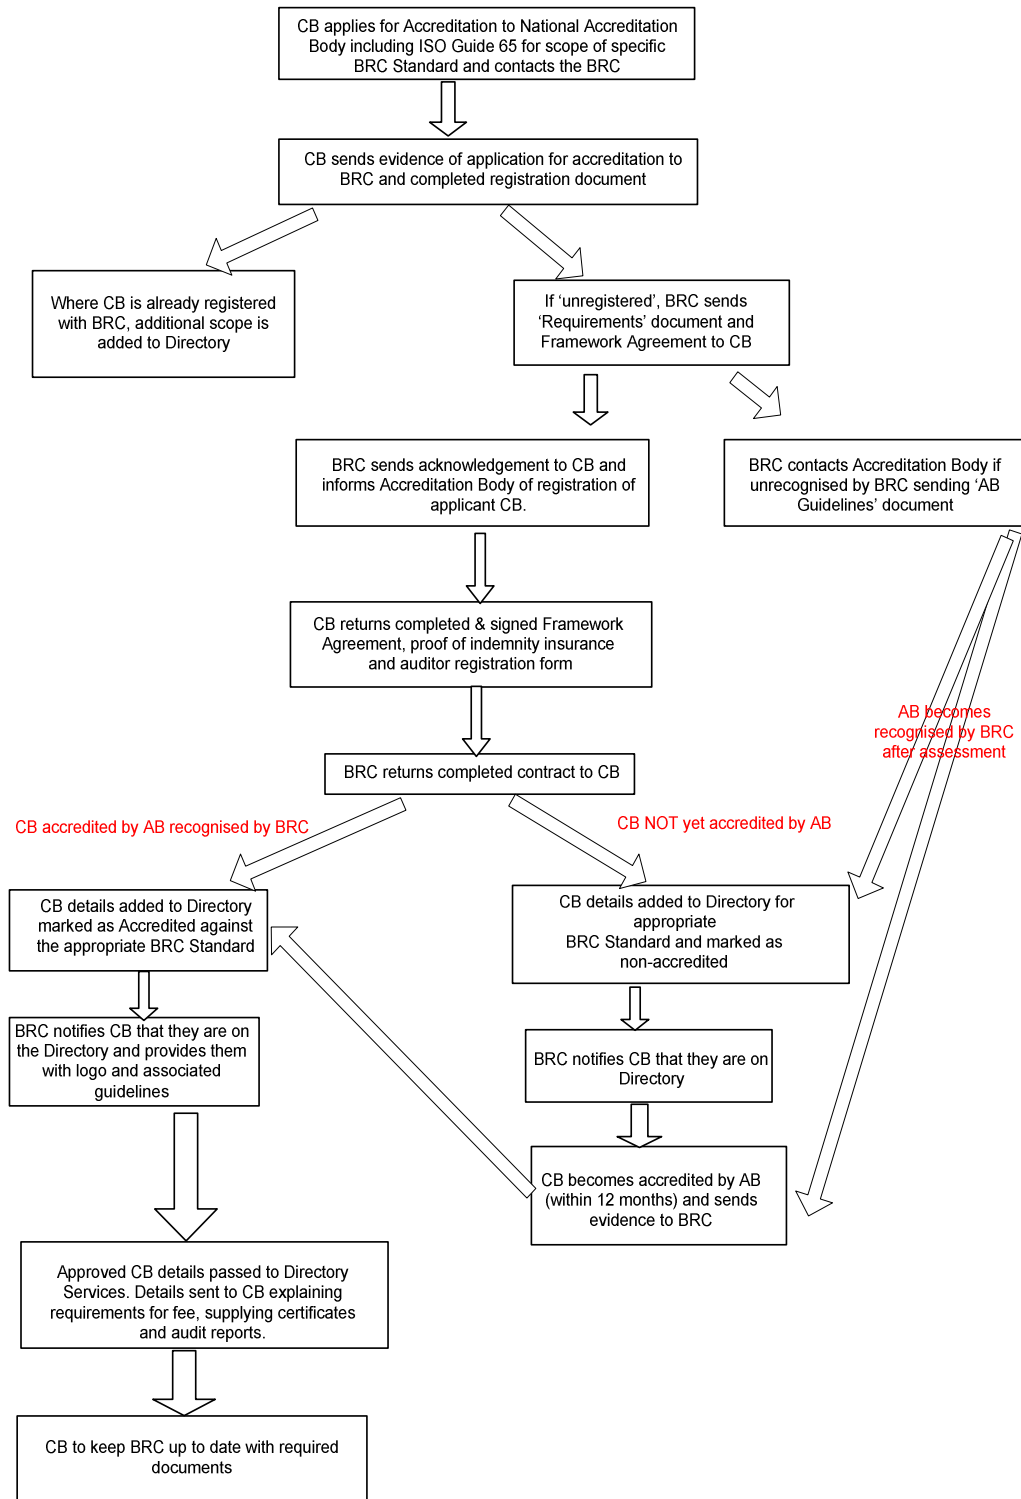 CB applies for Accreditation to National Accreditation
Body including ISO Guide 65 for scope of specific
BRC Standard and contacts the BRC
CB sends evidence of application for accreditation to
BRC and completed registration document
Where CB is already registered
with BRC, additional scope is
added to Directory
If ‘unregistered’, BRC sends
‘Requirements’ document and
Framework Agreement to CB
BRC sends acknowledgement to CB and
informs Accreditation Body of registration of
applicant CB.
BRC contacts Accreditation Body if
unrecognised by BRC sending ‘AB
Guidelines’ document
CB returns completed & signed Framework
Agreement, proof of indemnity insurance
and auditor registration form
AB becomes
recognised by BRC
after assessment
BRC returns completed contract to CB
CB accredited by AB recognised by BRC
CB NOT yet accredited by AB
CB details added to Directory
marked as Accredited against
the appropriate BRC Standard
CB details added to Directory for
appropriate
BRC Standard and marked as
non-accredited
BRC notifies CB that they are on
the Directory and provides them
with logo and associated
guidelines
BRC notifies CB that they are on
Directory
CB becomes accredited by AB
(within 12 months) and sends
evidence to BRC
Approved CB details passed to Directory
Services. Details sent to CB explaining
requirements for fee, supplying certificates
and audit reports.
CB to keep BRC up to date with required
documents